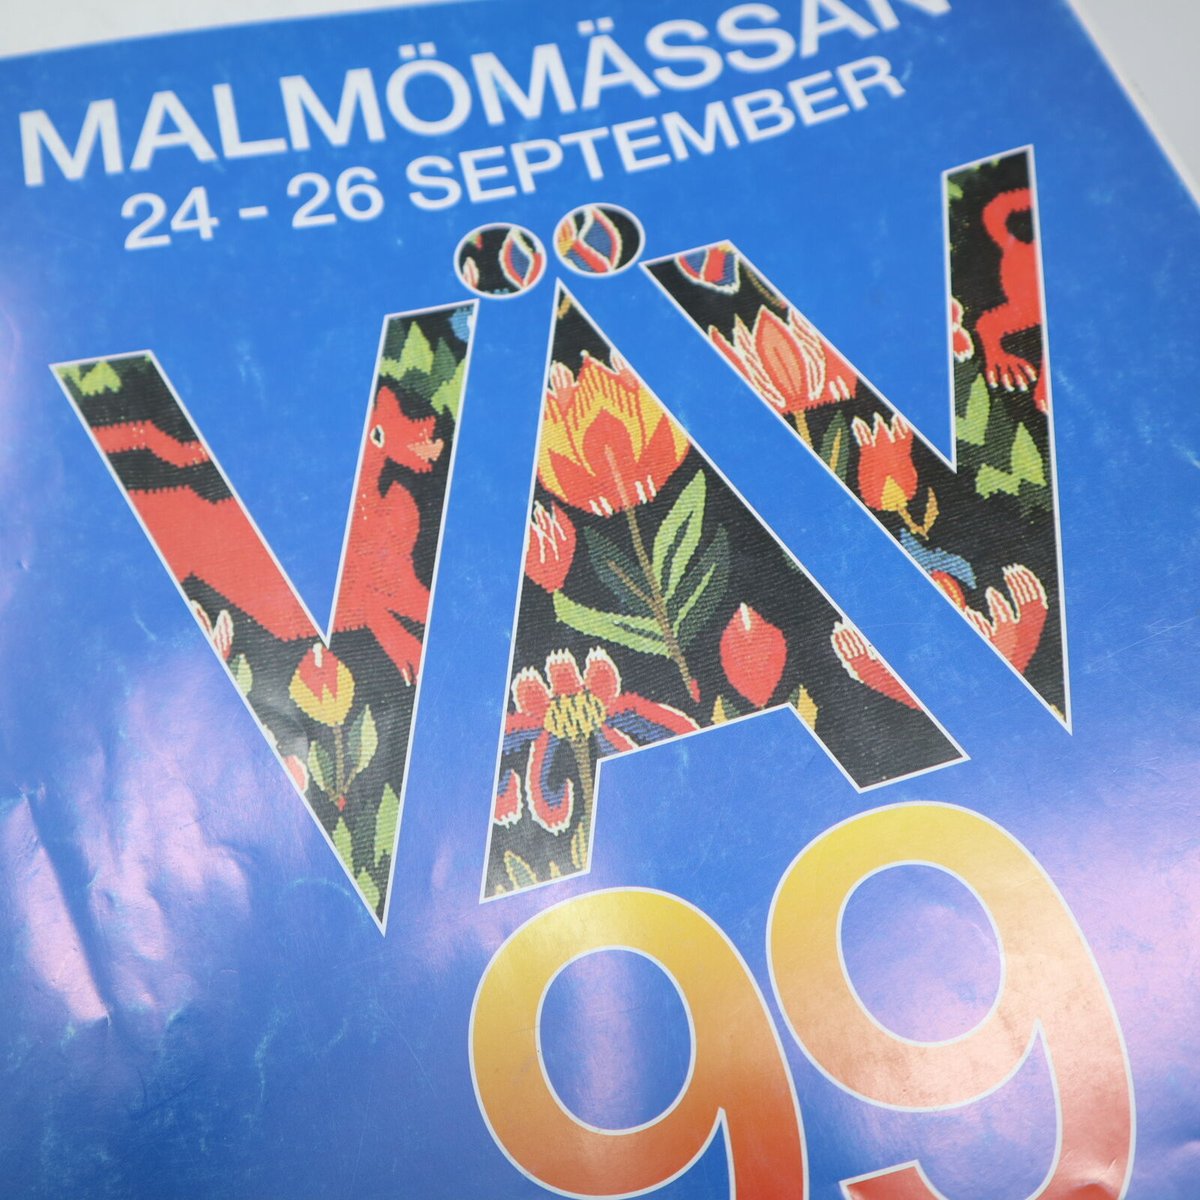 MALMÖMÄSSAN
24 - 26 SEPTEMBER
VÄV
99